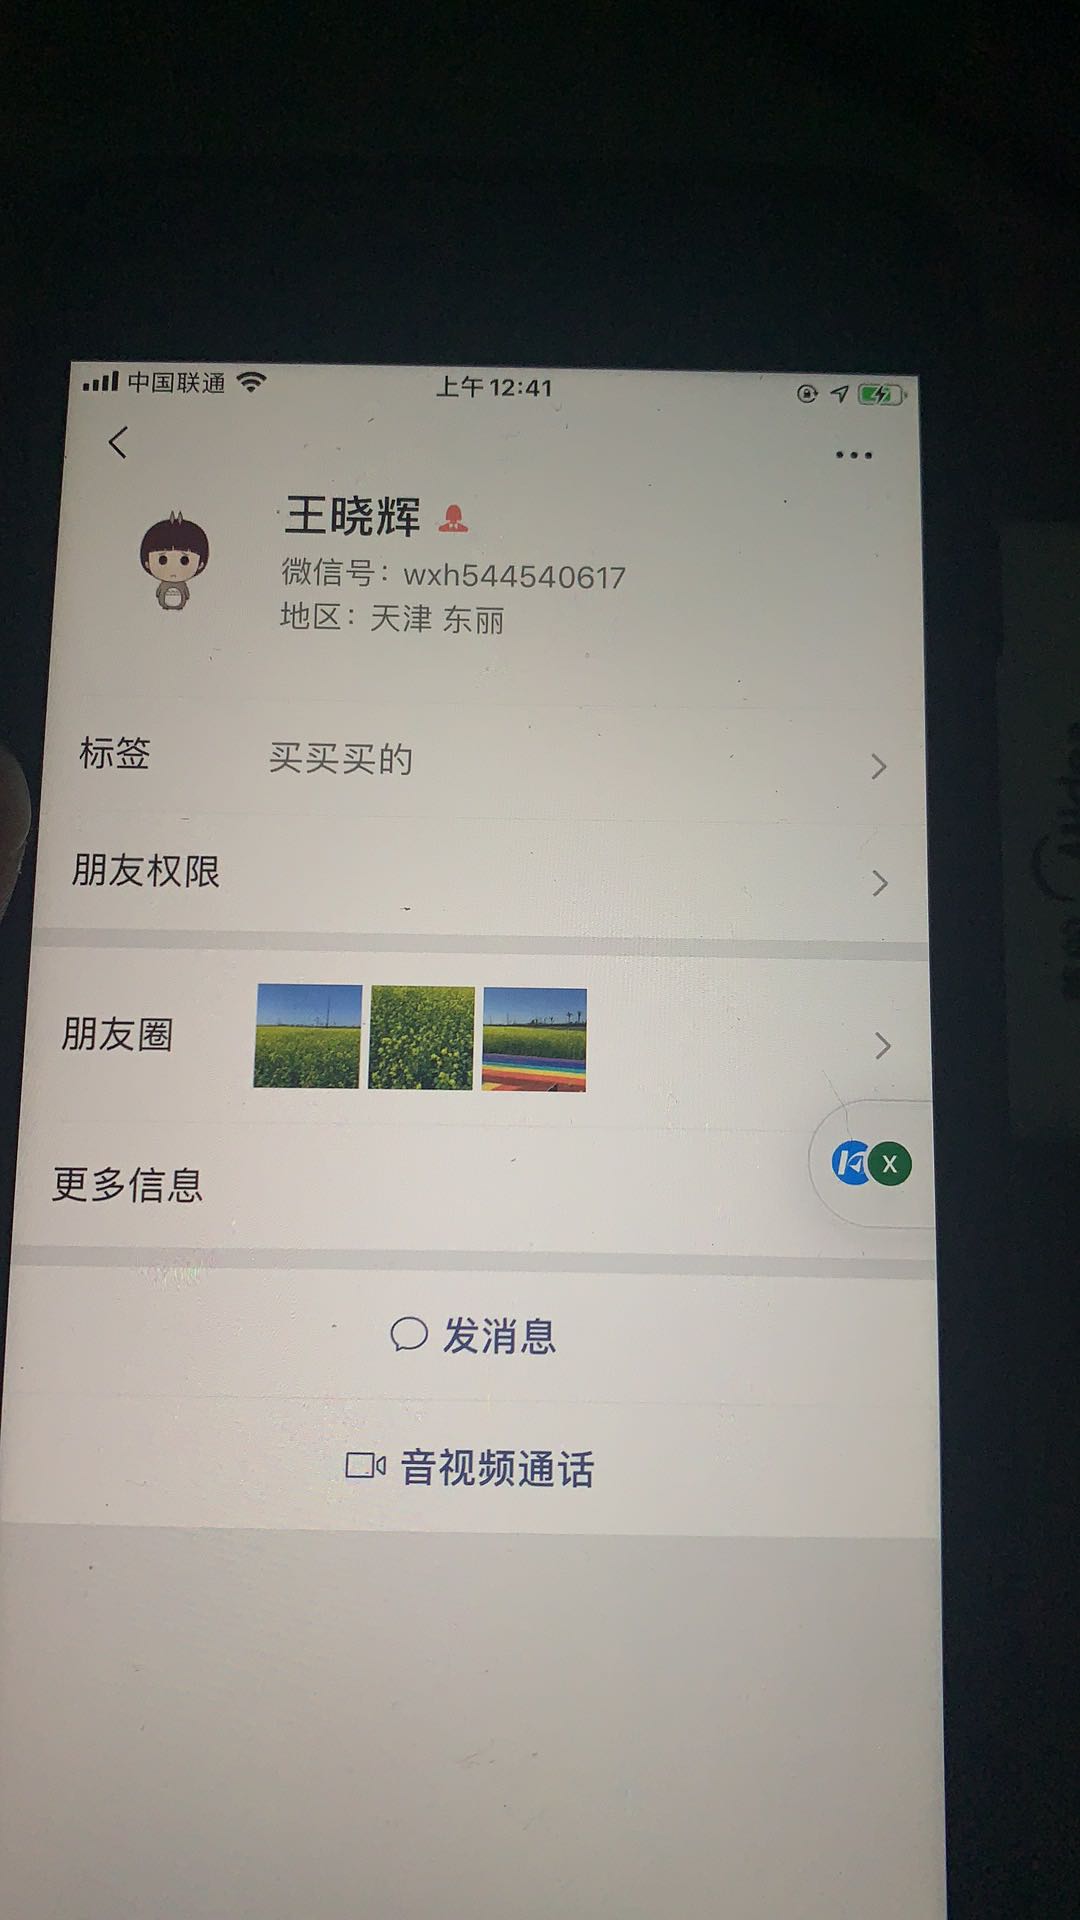 中国联通
上午12:41
王晓辉
微信号：wxh544540617
地区：天津 东丽
标签 买买买的
朋友权限
朋友圈
X
更多信息
发消息
音视频通话